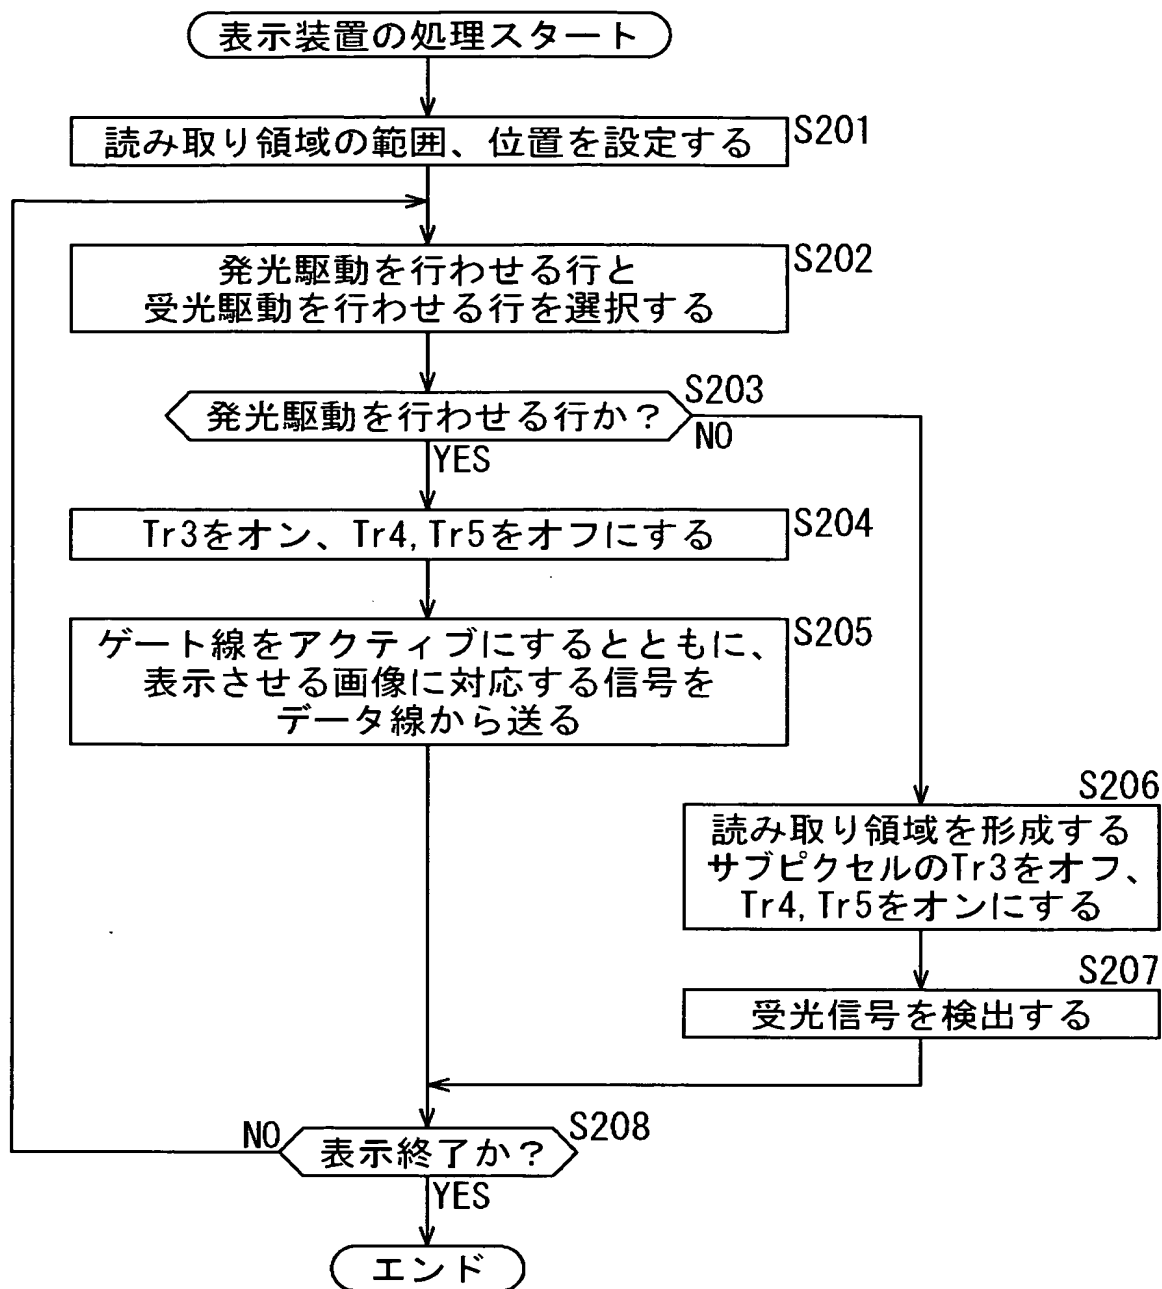 表示装置の処理スタート
読み取り領域の範囲、位置を設定する
S201
発光駆動を行わせる行と
受光駆動を行わせる行を選択する
S202
発光駆動を行わせる行か？
S203
NO
YES
Tr3をオン、Tr4,Tr5をオフにする
S204
ゲート線をアクティブにするとともに、
表示させる画像に対応する信号を
データ線から送る
S205
S206
読み取り領域を形成する
サブピクセルのTr3をオフ、
Tr4,Tr5をオンにする
S207
受光信号を検出する
NO
表示終了か？
S208
YES
エンド